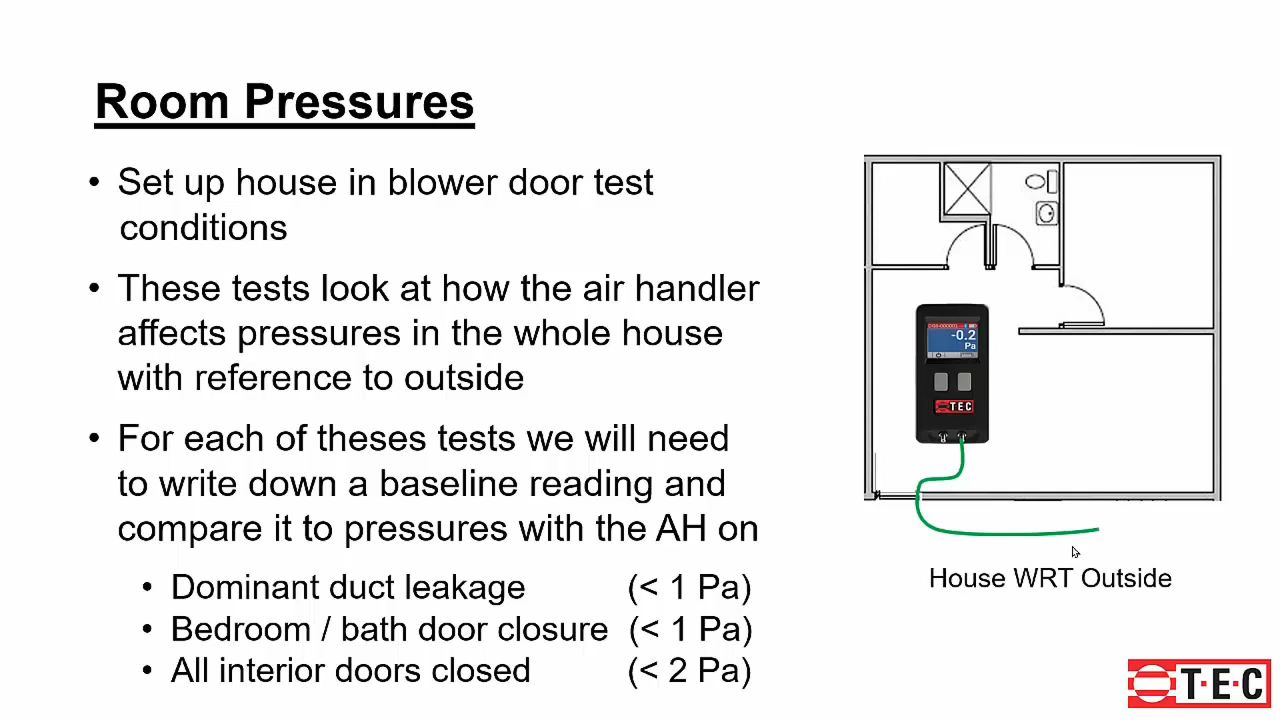 Room Pressures
• Set up house in blower door test
conditions
• These tests look at how the air handler
affects pressures in the whole house
with reference to outside
• For each of theses tests we will need
to write down a baseline reading and
compare it to pressures with the AH on
• Dominant duct leakage (< 1 Pa)
• Bedroom / bath door closure (< 1 Pa)
• All interior doors closed (< 2 Pa)
-0.2
Pa
TEC
House WRT Outside
T·E·C